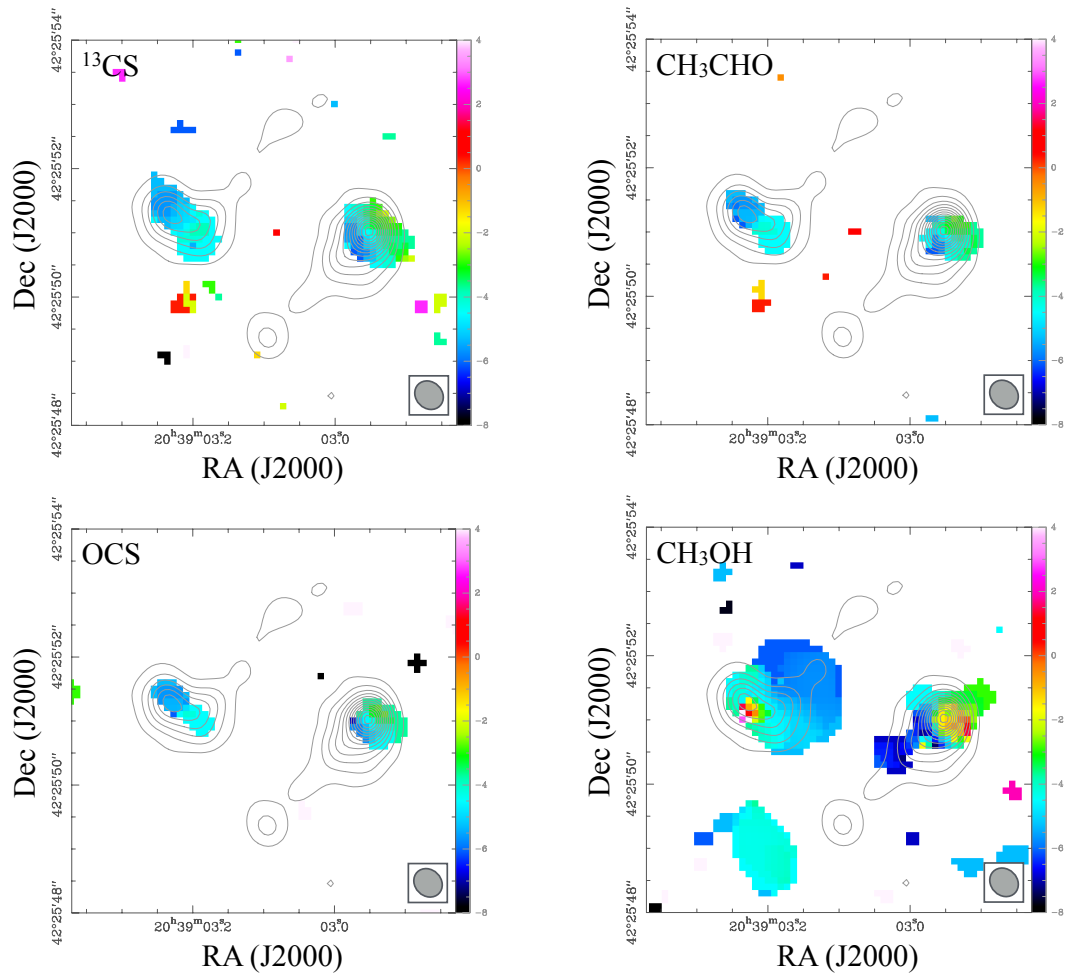 ¹³CS
Dec (J2000)
42°25′54″
42°25′52″
42°25′50″
42°25′48″
20ʰ39ᵐ03.ˢ2
03.ˢ0
RA (J2000)
4
2
0
−2
−4
−6
−8
CH₃CHO
Dec (J2000)
42°25′54″
42°25′52″
42°25′50″
42°25′48″
20ʰ39ᵐ03.ˢ2
03.ˢ0
RA (J2000)
4
2
0
−2
−4
−6
−8
OCS
Dec (J2000)
42°25′54″
42°25′52″
42°25′50″
42°25′48″
20ʰ39ᵐ03.ˢ2
03.ˢ0
RA (J2000)
4
2
0
−2
−4
−6
−8
CH₃OH
Dec (J2000)
42°25′54″
42°25′52″
42°25′50″
42°25′48″
20ʰ39ᵐ03.ˢ2
03.ˢ0
RA (J2000)
4
2
0
−2
−4
−6
−8